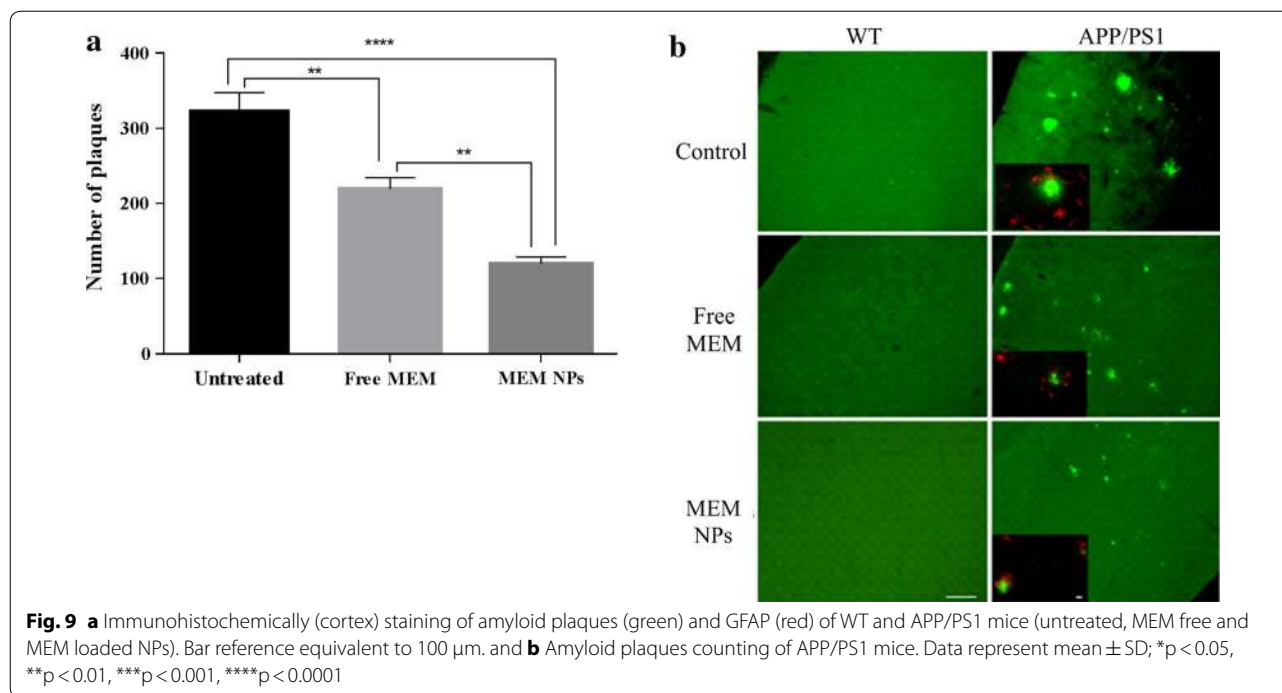 a
400
300
200
100
0
Number of plaques
****
**
**
Untreated Free MEM MEM NPs
b
WT APP/PS1
Control
Free
MEM
MEM
NPs
Fig. 9 a Immunohistochemically (cortex) staining of amyloid plaques (green) and GFAP (red) of WT and APP/PS1 mice (untreated, MEM free and
MEM loaded NPs). Bar reference equivalent to 100 μm. and b Amyloid plaques counting of APP/PS1 mice. Data represent mean ± SD; *p < 0.05,
**p < 0.01, ***p < 0.001, ****p < 0.0001